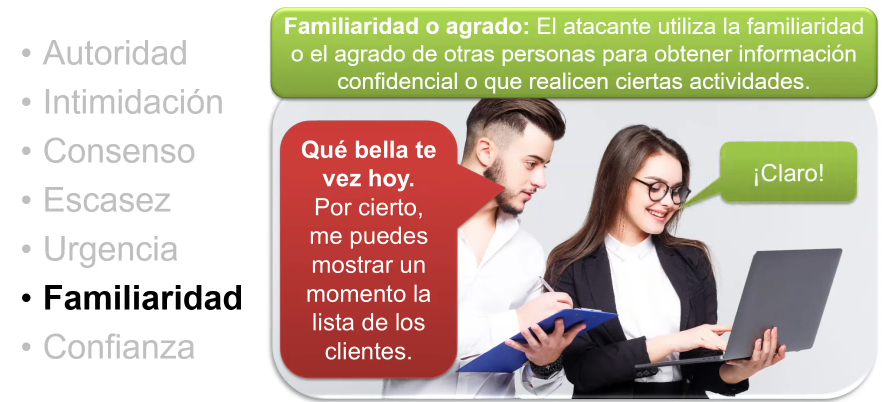 • Autoridad
• Intimidación
• Consenso
• Escasez
• Urgencia
• Familiaridad
• Confianza
Familiaridad o agrado: El atacante utiliza la familiaridad
o el agrado de otras personas para obtener información
confidencial o que realicen ciertas actividades.
Qué bella te
vez hoy.
Por cierto,
me puedes
mostrar un
momento la
lista de los
clientes.
¡Claro!